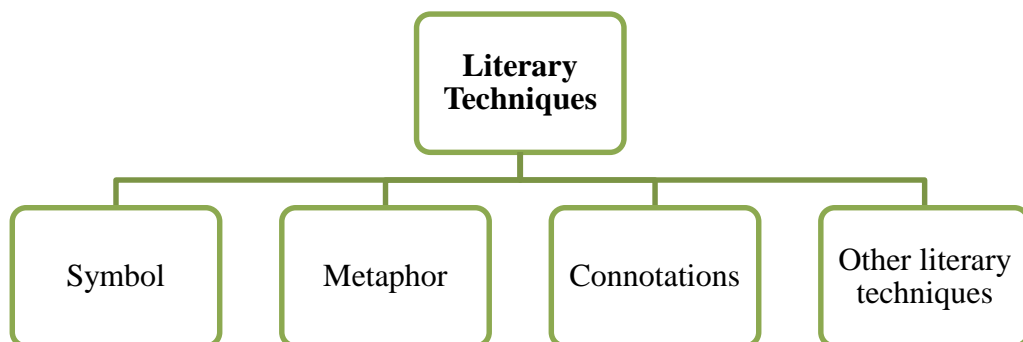 Literary
Techniques
Symbol
Metaphor
Connotations
Other literary
techniques